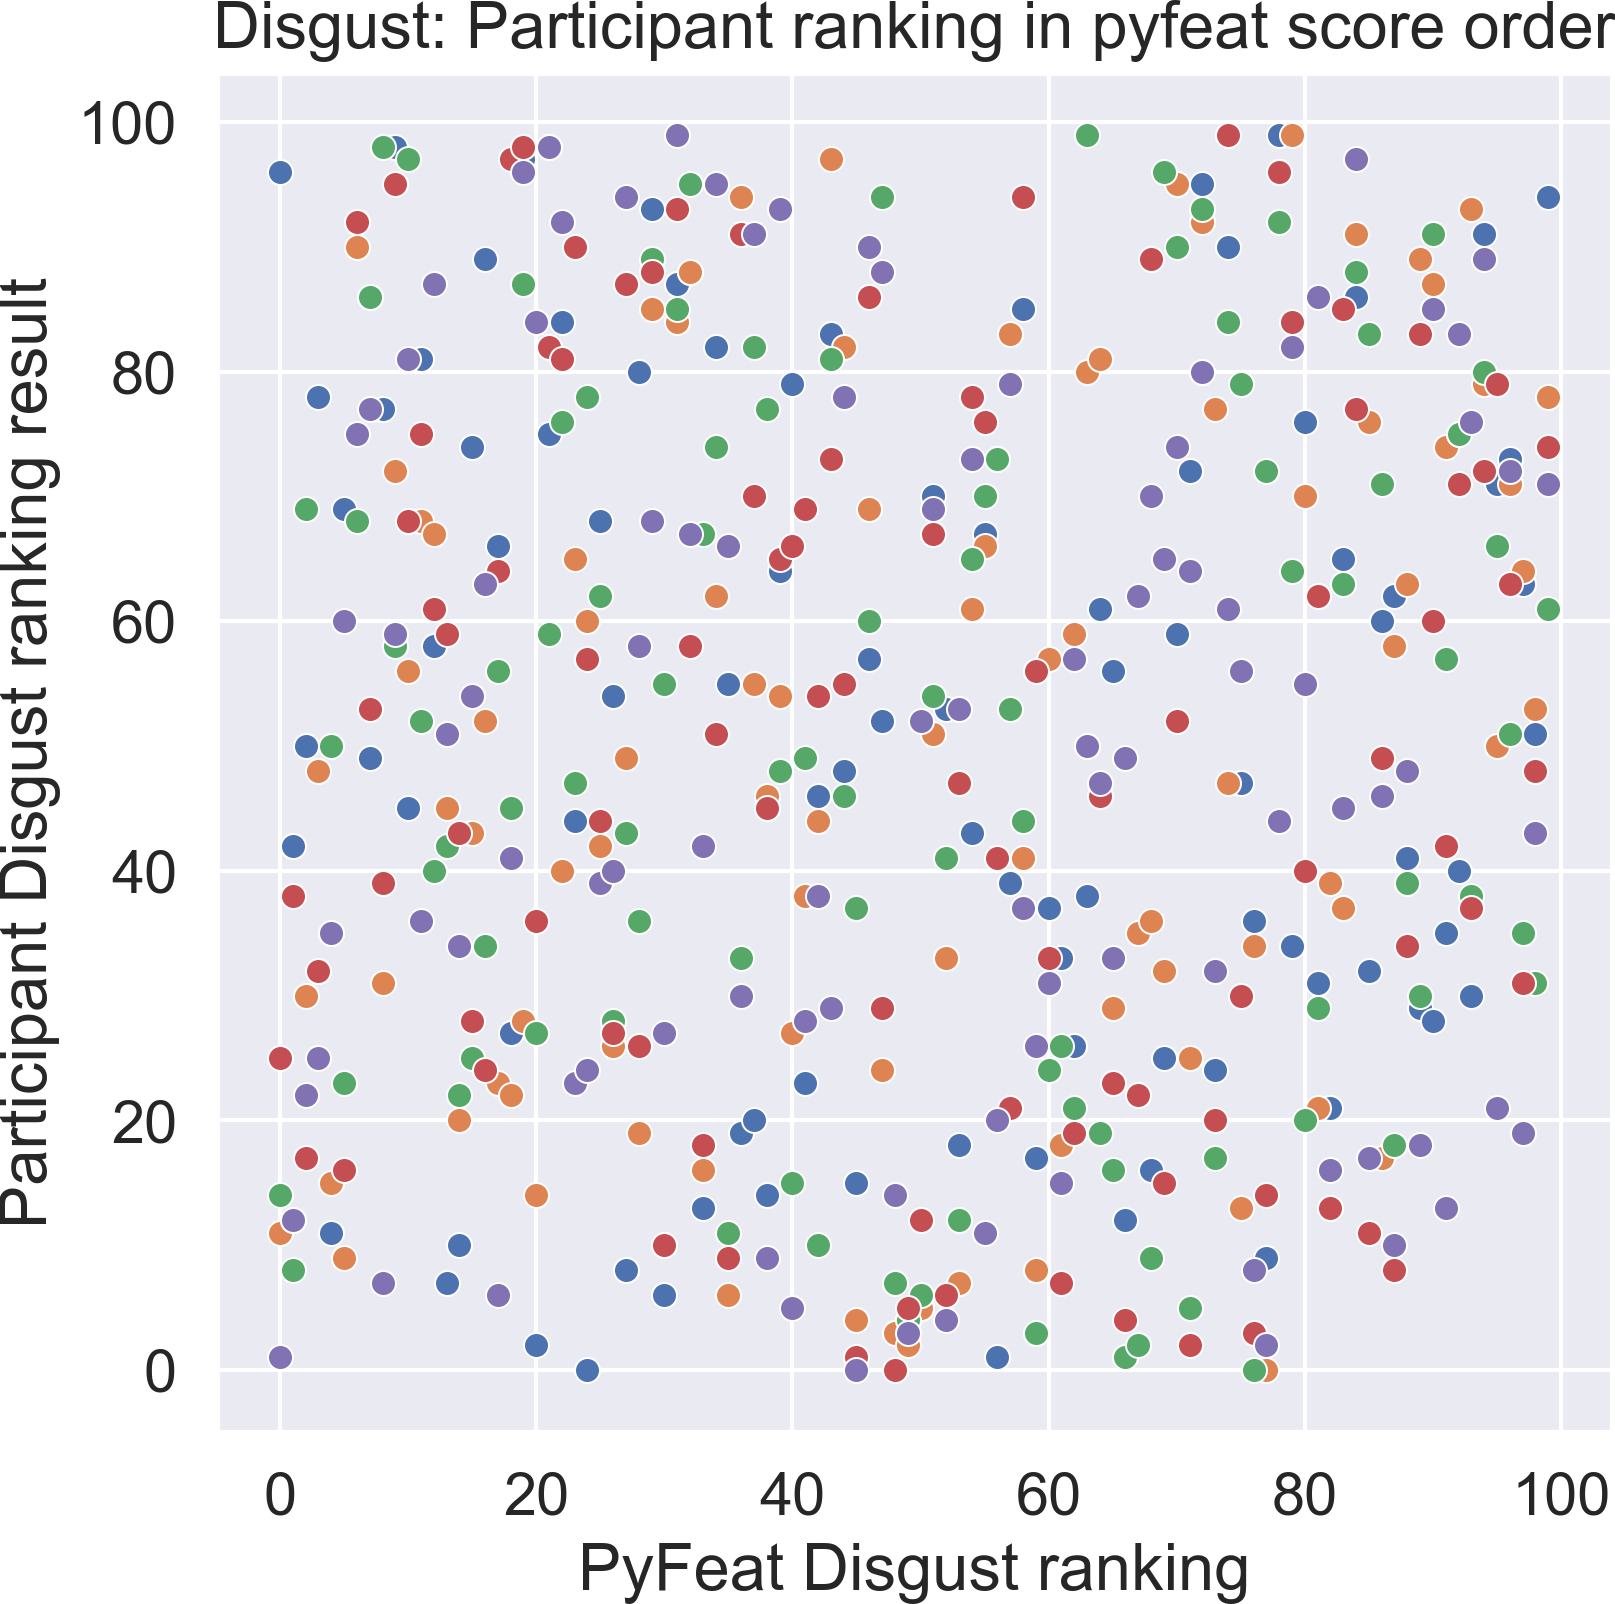 Disgust: Participant ranking in pyfeat score order
Participant Disgust ranking result
100
80
60
40
20
0
0 20 40 60 80 100
PyFeat Disgust ranking